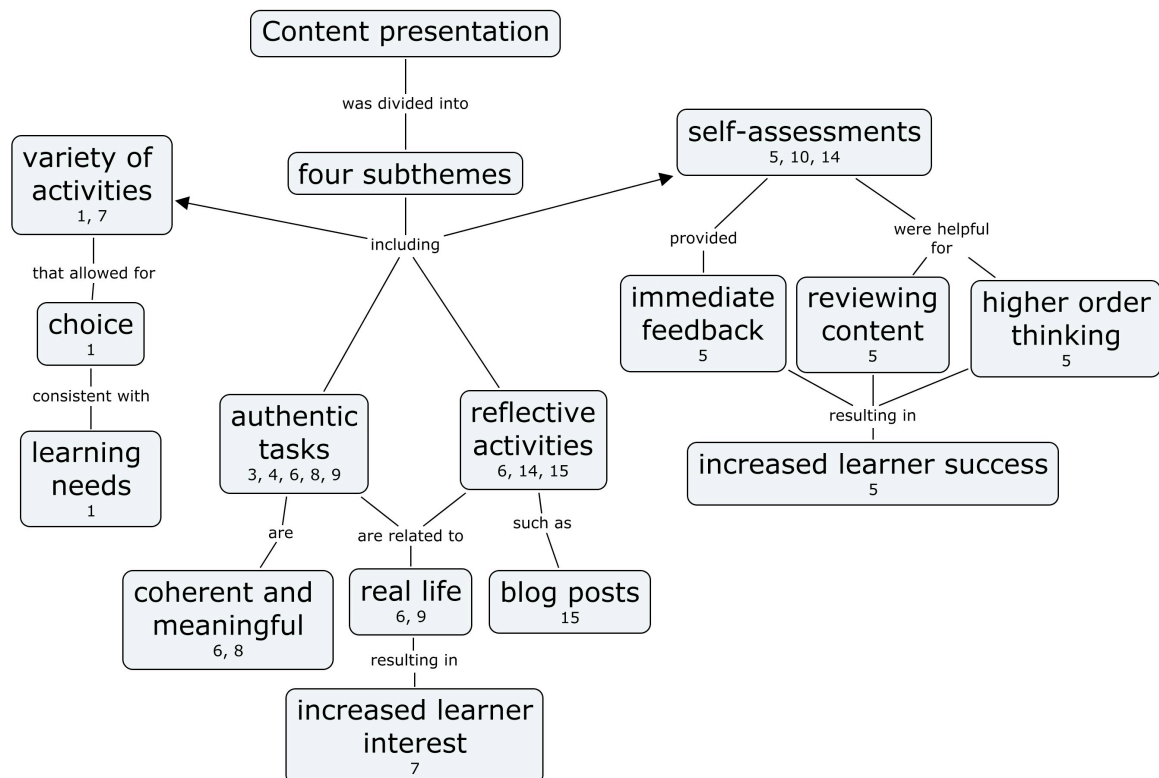 Content presentation
was divided into
four subthemes
including
variety of
activities
1, 7
that allowed for
choice
1
consistent with
learning
needs
1
authentic
tasks
3, 4, 6, 8, 9
are
coherent and
meaningful
6, 8
are related to
real life
6, 9
resulting in
increased learner
interest
7
reflective
activities
6, 14, 15
such as
blog posts
15
self-assessments
5, 10, 14
provided
immediate
feedback
5
were helpful
for
reviewing
content
5
higher order
thinking
5
resulting in
increased learner success
5